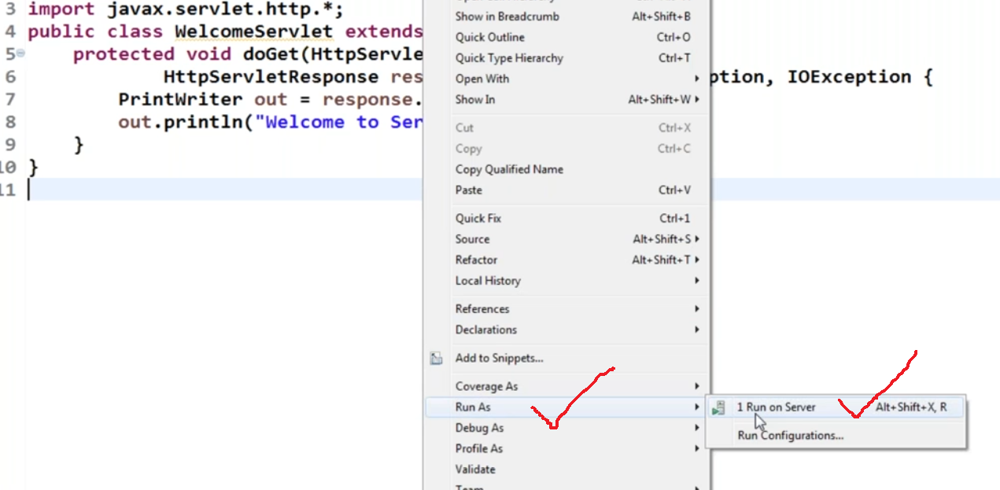 3 import javax.servlet.http.*;
4 public class WelcomeServlet extends
5 protected void doGet(HttpServle
6 HttpServletResponse res ption, IOException {
7 PrintWriter out = response.
8 out.println("Welcome to Ser
9 }
10 }
11
Show in Breadcrumb Alt+Shift+B
Quick Outline Ctrl+O
Quick Type Hierarchy Ctrl+T
Open With
Show In Alt+Shift+W
Cut Ctrl+X
Copy Ctrl+C
Copy Qualified Name
Paste Ctrl+V
Quick Fix Ctrl+1
Source Alt+Shift+S
Refactor Alt+Shift+T
Local History
References
Declarations
Add to Snippets...
Coverage As
Run As
1 Run on Server Alt+Shift+X, R
Debug As
Run Configurations...
Profile As
Validate
Team